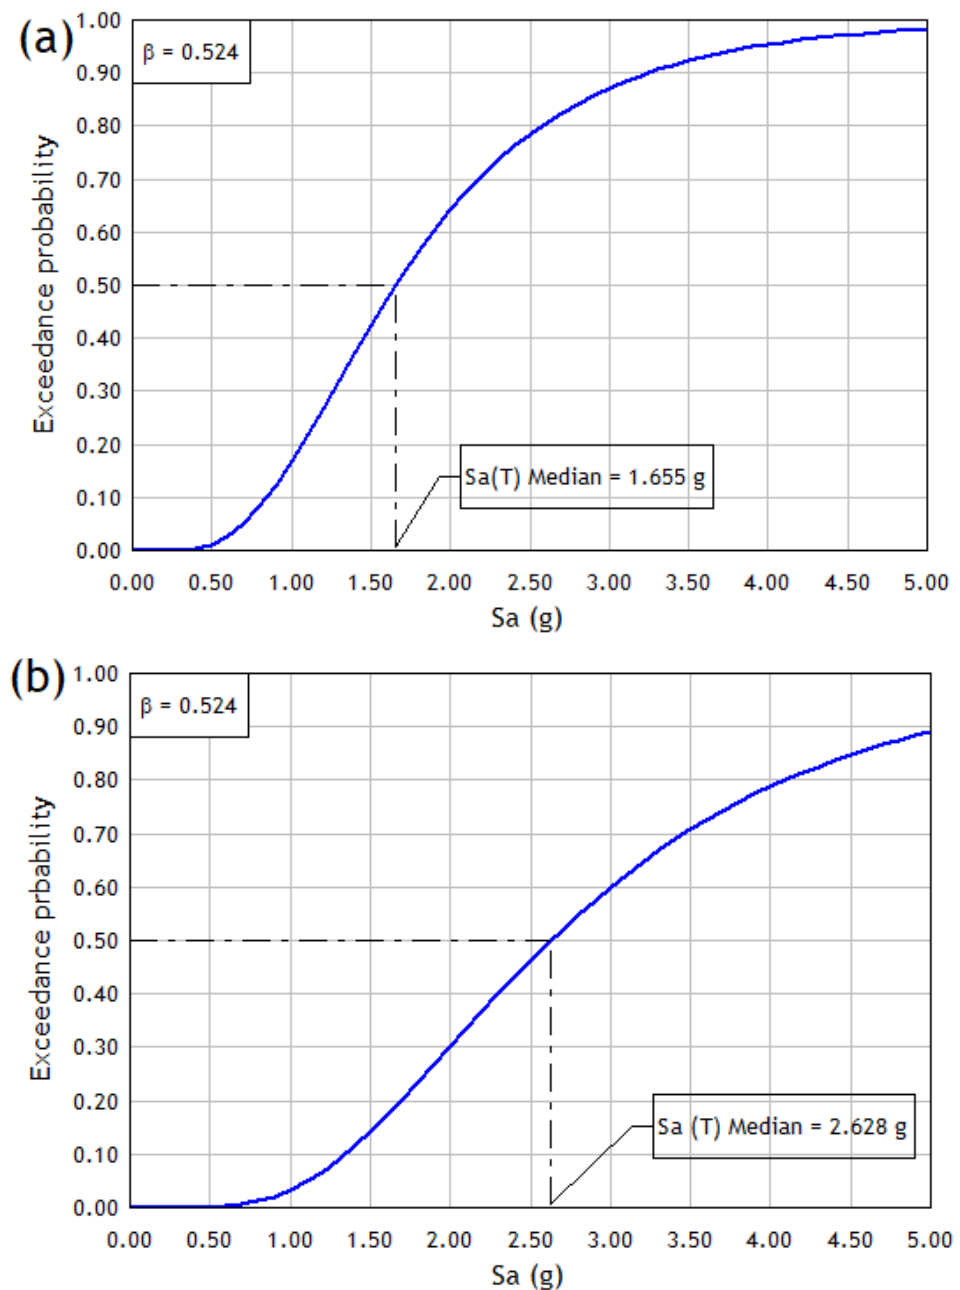 (a)
1.00
β = 0.524
0.90
0.80
0.70
0.60
0.50
0.40
0.30
0.20
0.10
0.00
Exceedance probability
Sa(T) Median = 1.655 g
0.00 0.50 1.00 1.50 2.00 2.50 3.00 3.50 4.00 4.50 5.00
Sa (g)
(b)
1.00
β = 0.524
0.90
0.80
0.70
0.60
0.50
0.40
0.30
0.20
0.10
0.00
Exceedance prbability
Sa (T) Median = 2.628 g
0.00 0.50 1.00 1.50 2.00 2.50 3.00 3.50 4.00 4.50 5.00
Sa (g)